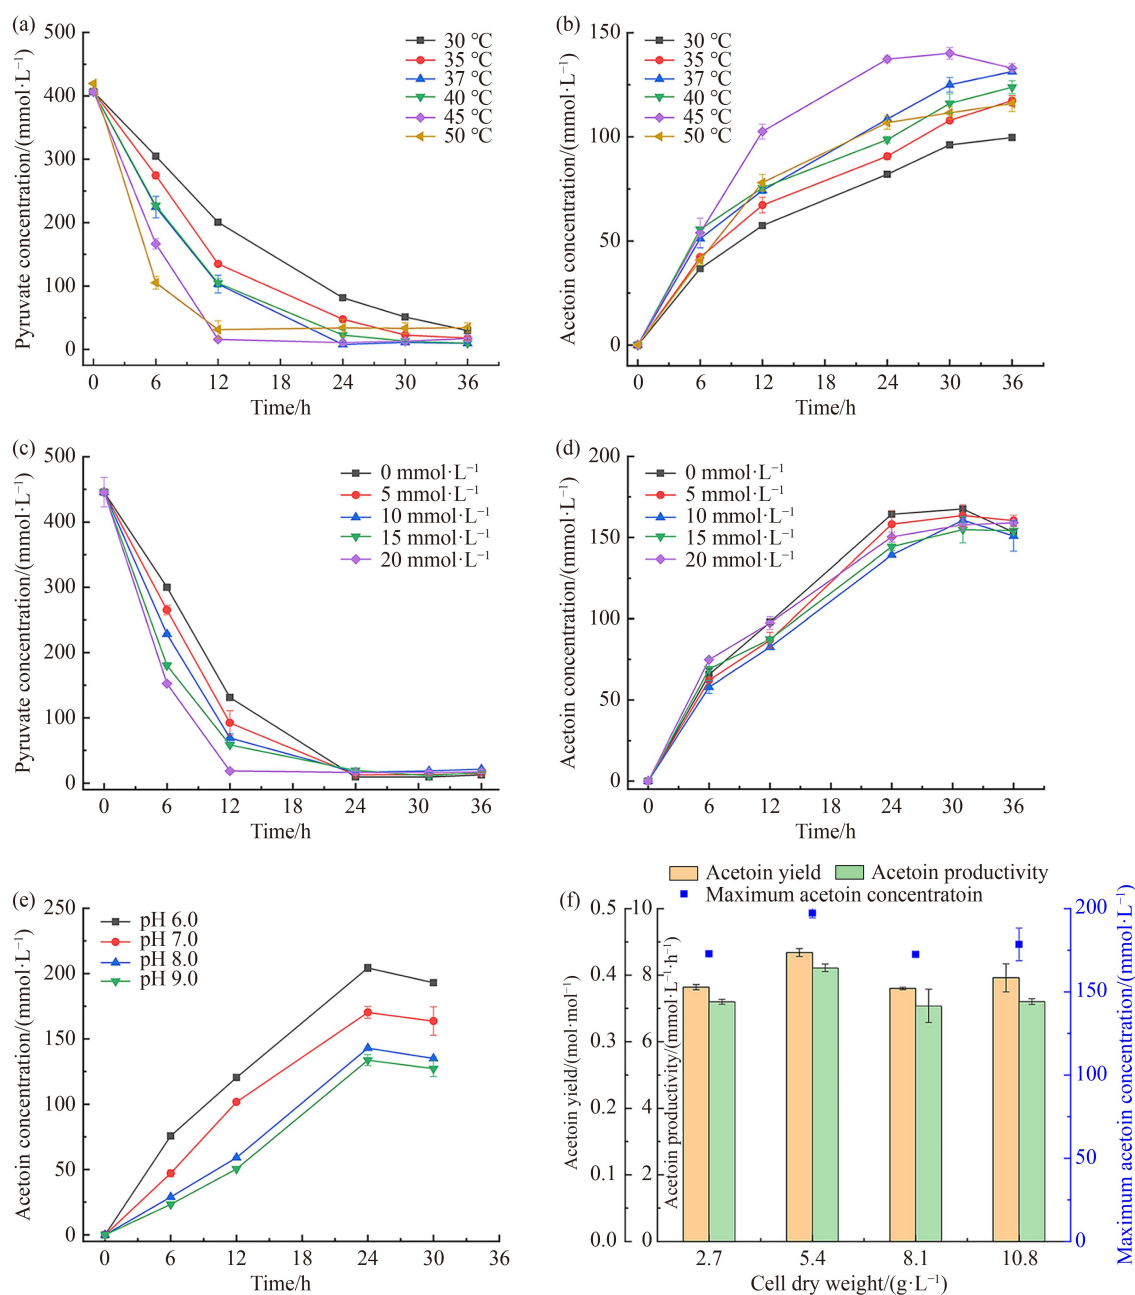 (a)
500
400
300
200
100
0
Pyruvate concentration/(mmol·L⁻¹)
30 ℃
35 ℃
37 ℃
40 ℃
45 ℃
50 ℃
0 6 12 18 24 30 36
Time/h
(b)
150
100
50
0
Acetoin concentration/(mmol·L⁻¹)
30 ℃
35 ℃
37 ℃
40 ℃
45 ℃
50 ℃
0 6 12 18 24 30 36
Time/h
(c)
500
400
300
200
100
0
Pyruvate concentration/(mmol·L⁻¹)
0 mmol·L⁻¹
5 mmol·L⁻¹
10 mmol·L⁻¹
15 mmol·L⁻¹
20 mmol·L⁻¹
0 6 12 18 24 30 36
Time/h
(d)
200
150
100
50
0
Acetoin concentration/(mmol·L⁻¹)
0 mmol·L⁻¹
5 mmol·L⁻¹
10 mmol·L⁻¹
15 mmol·L⁻¹
20 mmol·L⁻¹
0 6 12 18 24 30 36
Time/h
(e)
250
200
150
100
50
0
Acetoin concentration/(mmol·L⁻¹)
pH 6.0
pH 7.0
pH 8.0
pH 9.0
0 6 12 18 24 30 36
Time/h
(f)
Acetoin yield Acetoin productivity
Maximum acetoin concentratoin
0.5
0.4
0.3
0.2
0.1
0.0
Acetoin yield/(mol·mol⁻¹)
10
8
6
4
2
0
Acetoin productivity/(mmol·L⁻¹·h⁻¹)
200
150
100
50
0
Maximum acetoin concentration/(mmol·L⁻¹)
2.7 5.4 8.1 10.8
Cell dry weight/(g·L⁻¹)